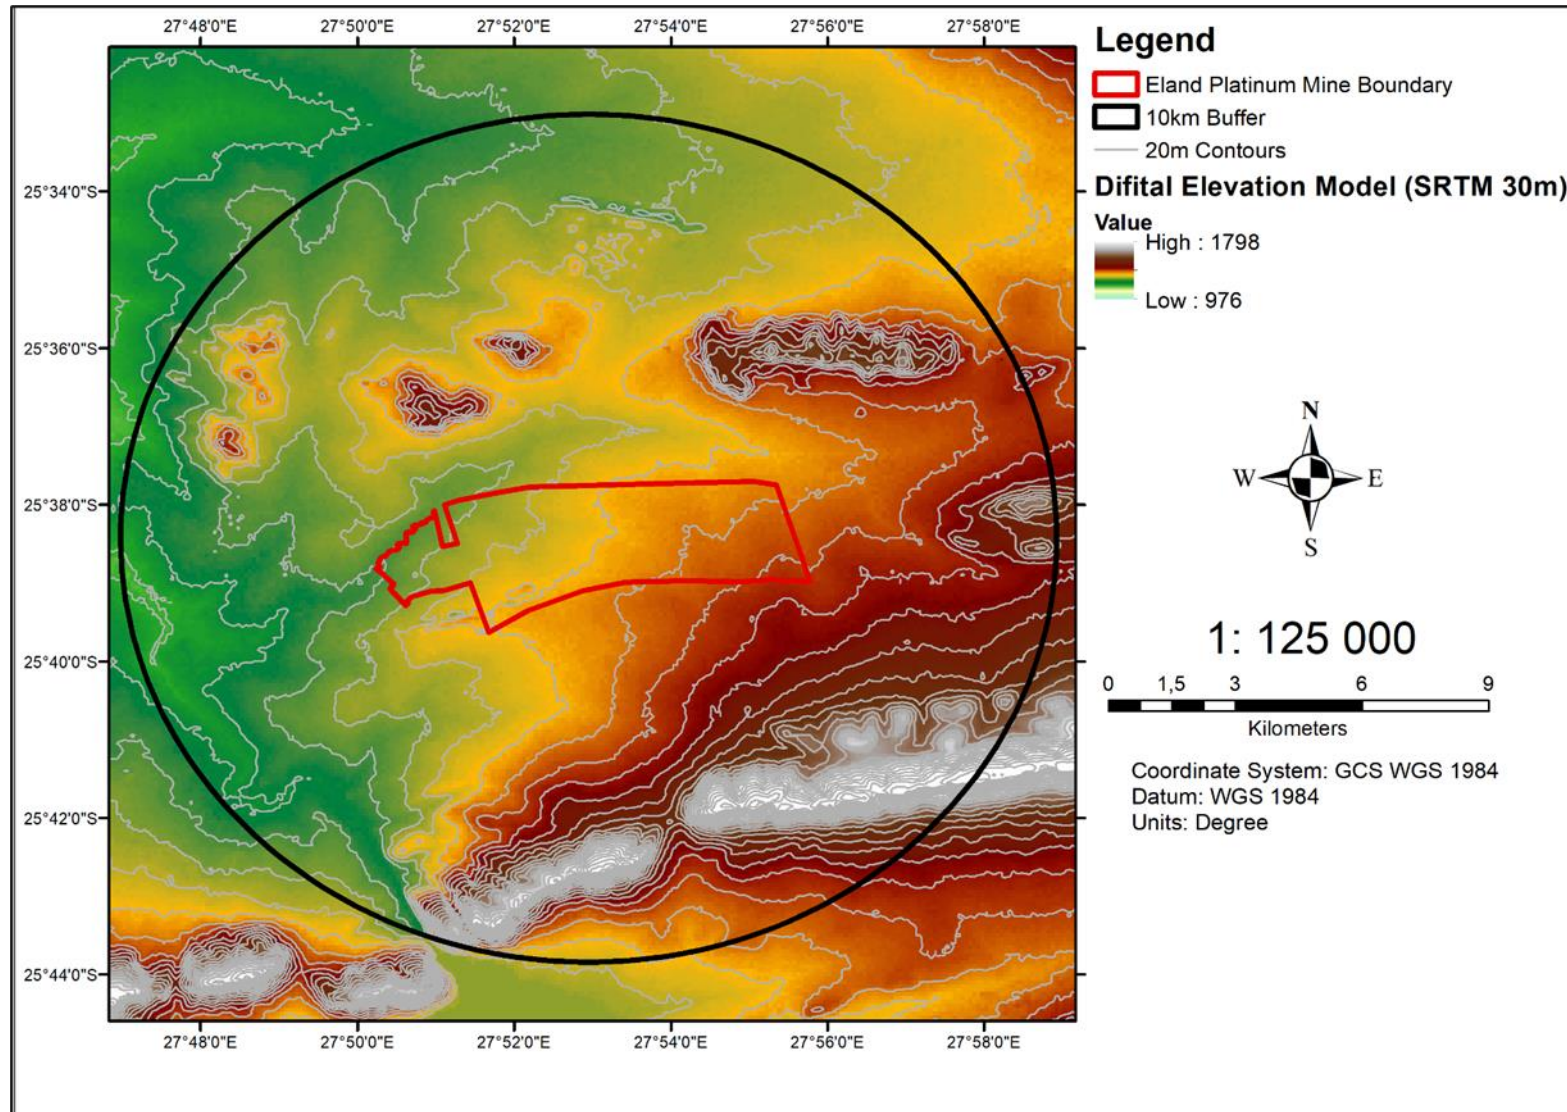 27°48'0"E 27°50'0"E 27°52'0"E 27°54'0"E 27°56'0"E 27°58'0"E
25°34'0"S
25°36'0"S
25°38'0"S
25°40'0"S
25°42'0"S
25°44'0"S
27°48'0"E 27°50'0"E 27°52'0"E 27°54'0"E 27°56'0"E 27°58'0"E
Legend
Eland Platinum Mine Boundary
10km Buffer
20m Contours
Difital Elevation Model (SRTM 30m)
Value
High : 1798
Low : 976
N
W E
S
1: 125 000
0 1,5 3 6 9
Kilometers
Coordinate System: GCS WGS 1984
Datum: WGS 1984
Units: Degree